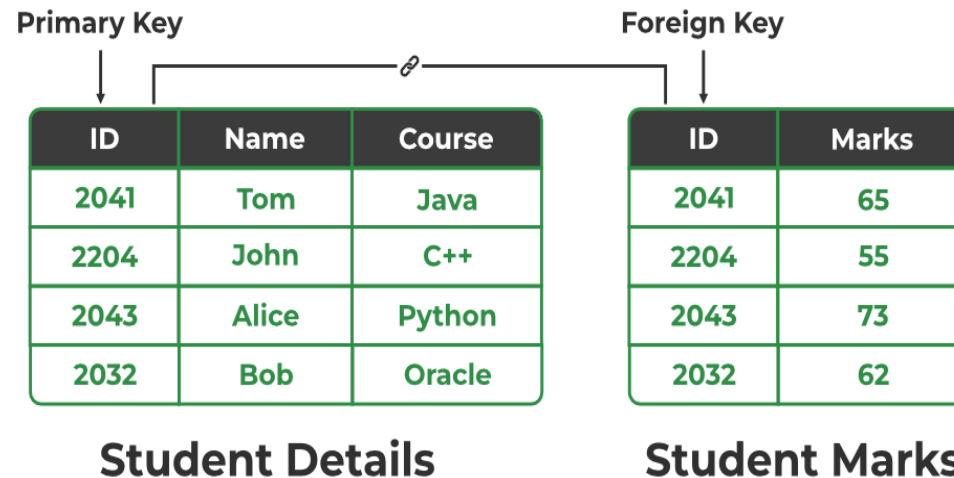 Primary Key
Foreign Key
ID Name Course
2041 Tom Java
2204 John C++
2043 Alice Python
2032 Bob Oracle
Student Details
ID Marks
2041 65
2204 55
2043 73
2032 62
Student Marks